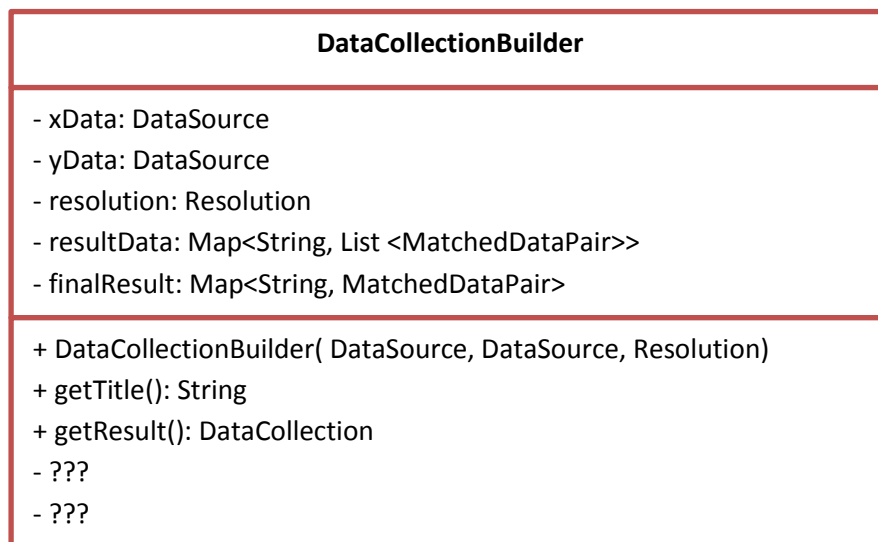 DataCollectionBuilder
- xData: DataSource
- yData: DataSource
- resolution: Resolution
- resultData: Map<String, List <MatchedDataPair>>
- finalResult: Map<String, MatchedDataPair>
+ DataCollectionBuilder( DataSource, DataSource, Resolution)
+ getTitle(): String
+ getResult(): DataCollection
- ???
- ???